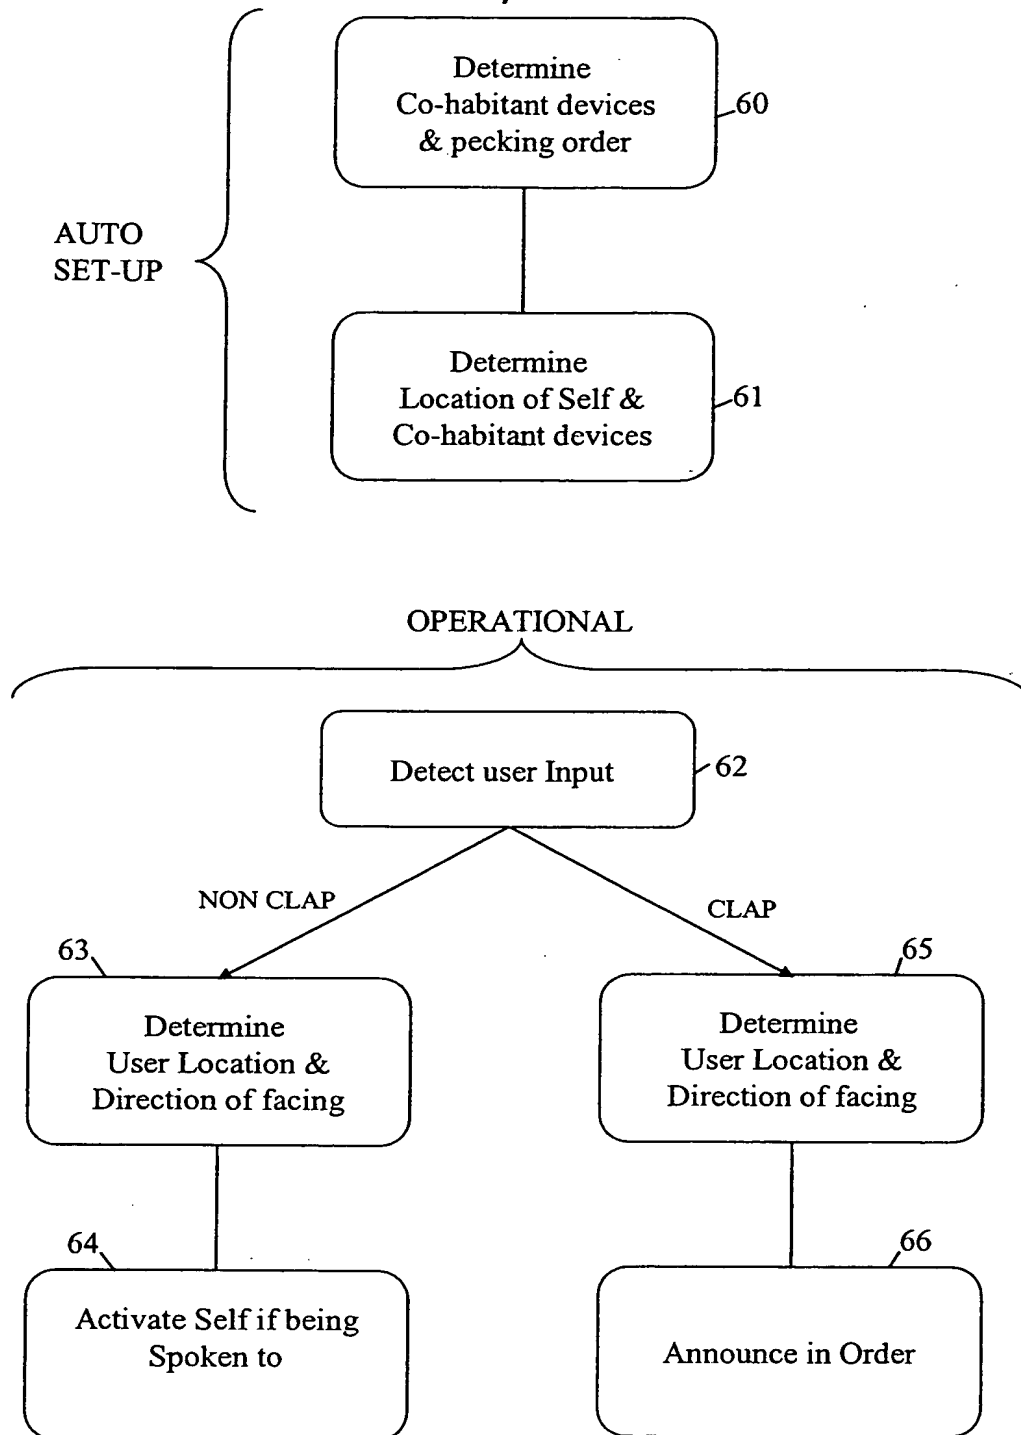 Determine
Co-habitant devices
& pecking order
60
AUTO
SET-UP
Determine
Location of Self &
Co-habitant devices
61
OPERATIONAL
Detect user Input
62
NON CLAP
CLAP
63
65
Determine
User Location &
Direction of facing
Determine
User Location &
Direction of facing
64
66
Activate Self if being
Spoken to
Announce in Order